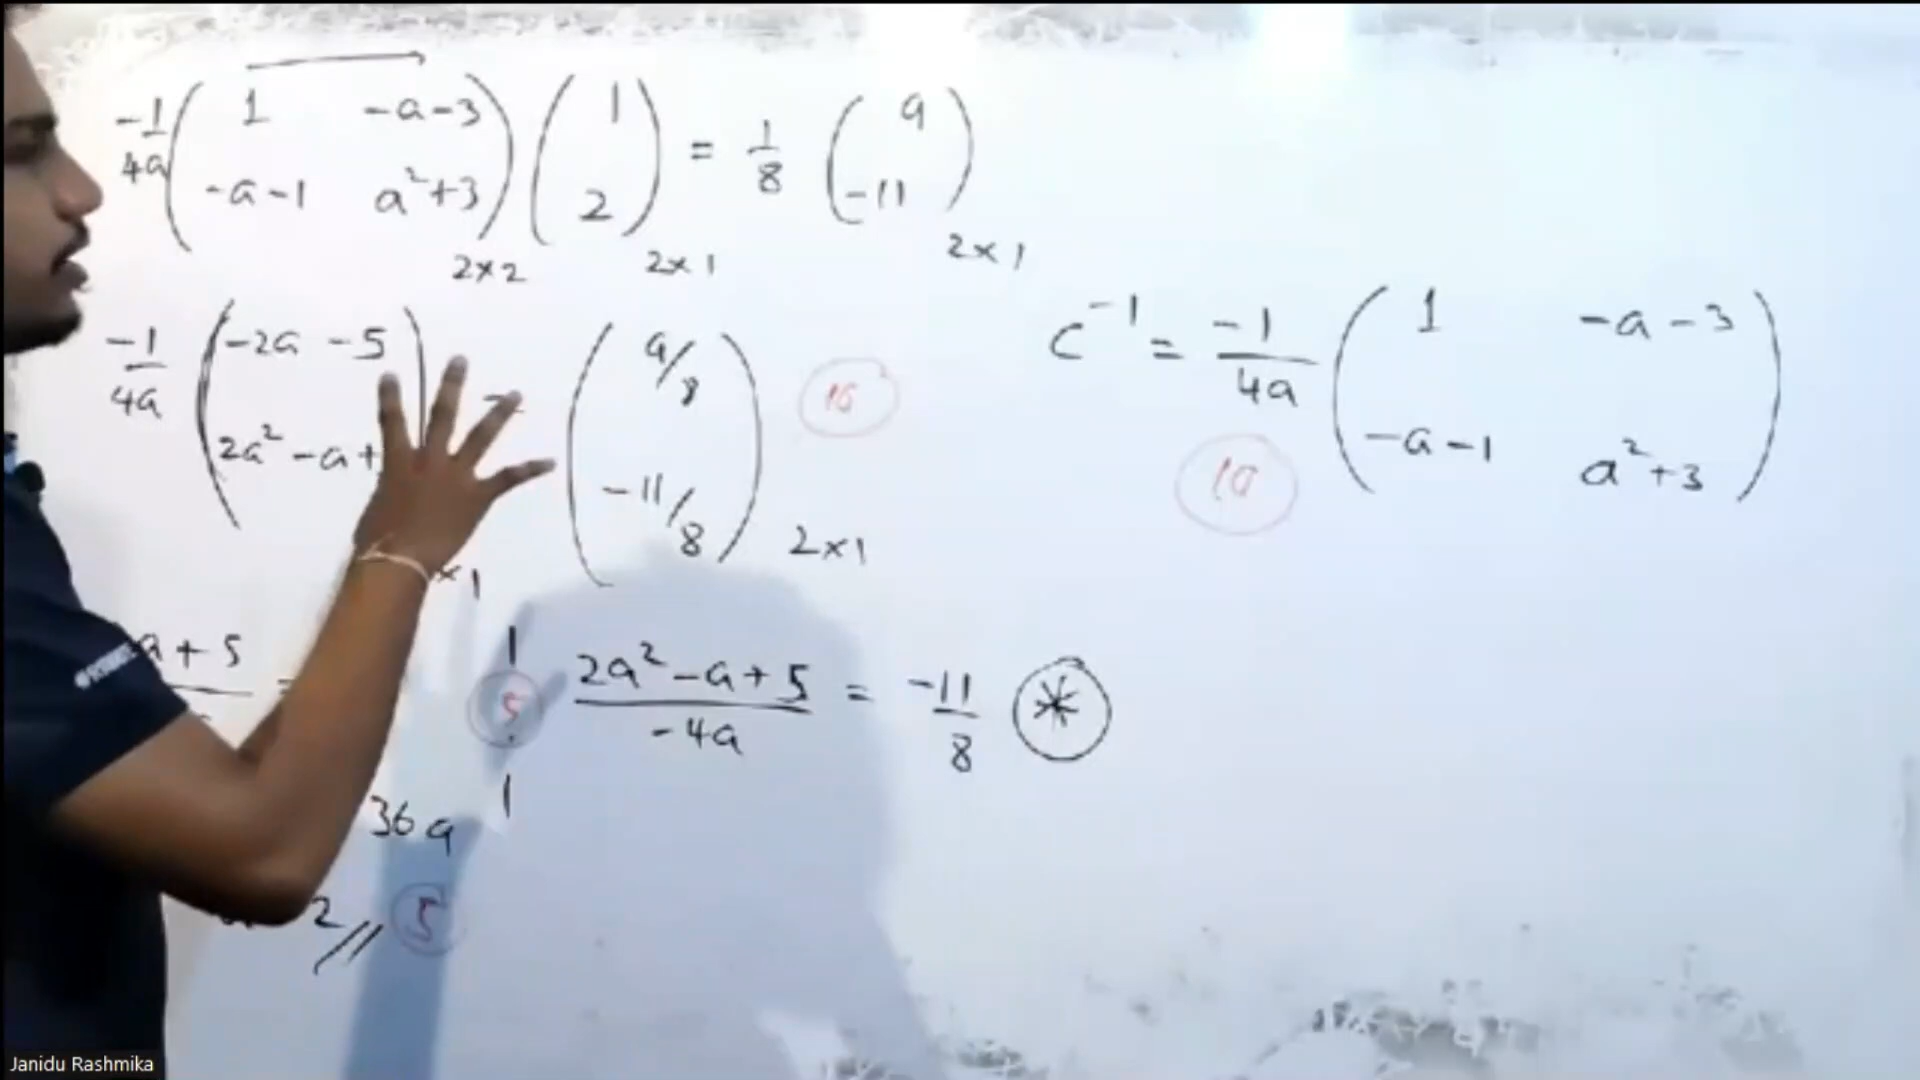 -1/4a ( 1 -a-3 ) ( 1 ) = 1/8 ( 9 )
( -a-1 a²+3 ) ( 2 ) ( -11 )
2×2 2×1 2×1
-1/4a ( -2a -5 ) = ( 9/8 ) 10
( 2a² -a+ ) ( -11/8 ) 2×1
×1
C⁻¹ = -1/4a ( 1 -a-3 )
( -a-1 a²+3 )
10
a+5
5 (2a²-a+5)/-4a = -11/8 *
36a
2// 5
Janidu Rashmika